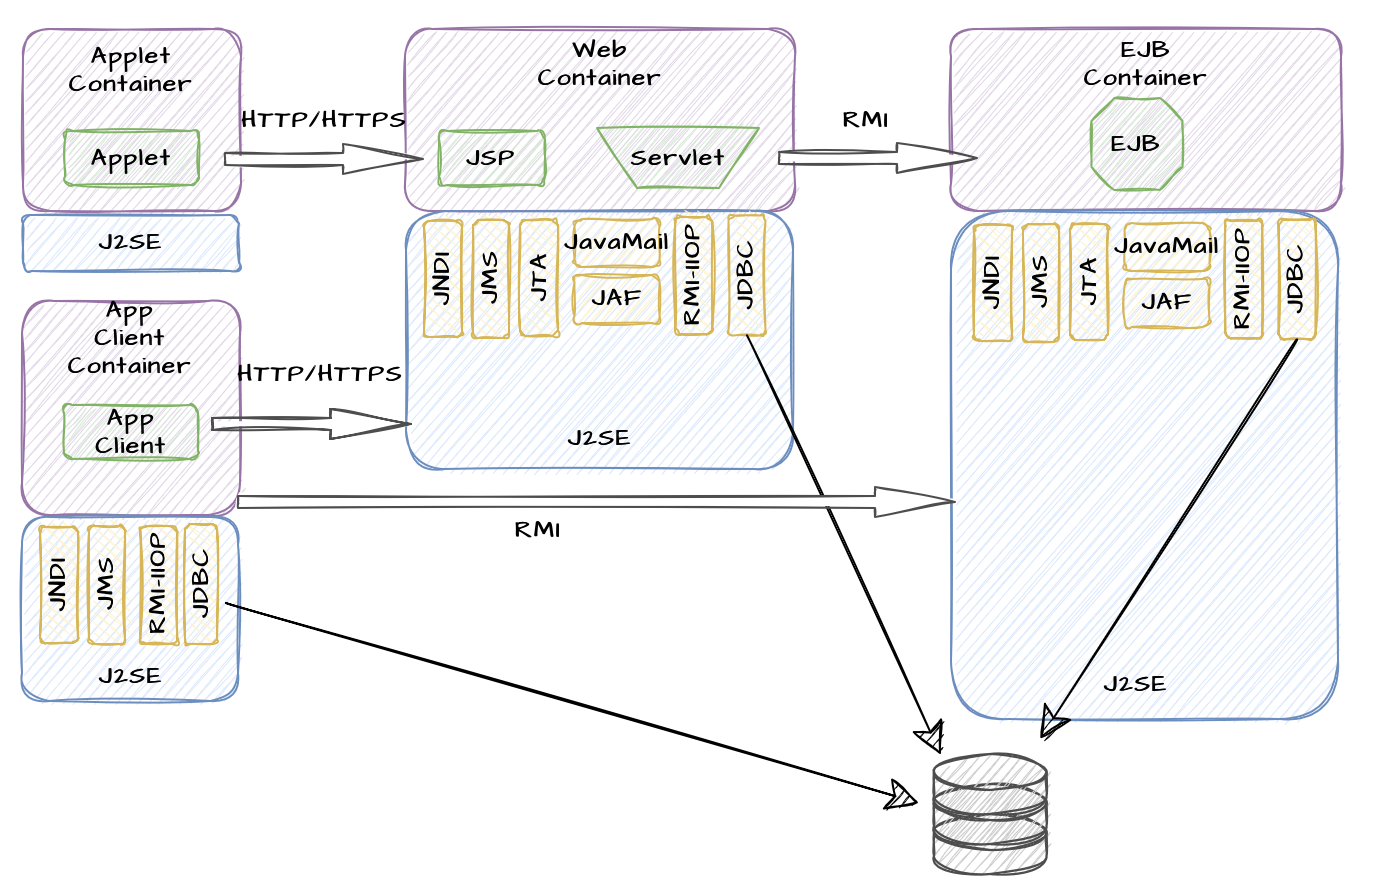 Applet
Container
Applet
J2SE
HTTP/HTTPS
Web
Container
JSP
Servlet
RMI
EJB
Container
EJB
JNDI
JMS
JTA
JavaMail
JAF
RMI-IIOP
JDBC
J2SE
JNDI
JMS
JTA
JavaMail
JAF
RMI-IIOP
JDBC
J2SE
App
Client
Container
App
Client
HTTP/HTTPS
RMI
JNDI
JMS
RMI-IIOP
JDBC
J2SE